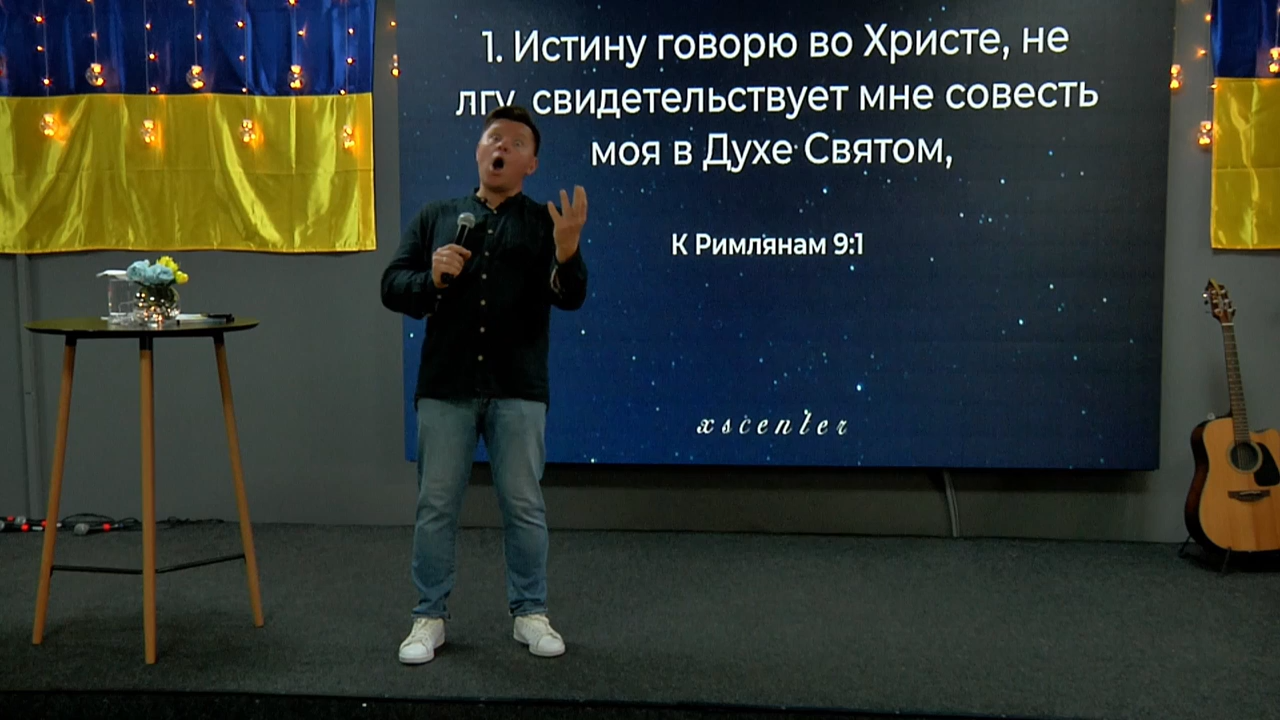 1. Истину говорю во Христе, не
лгу, свидетельствует мне совесть
моя в Духе Святом,
К Римлянам 9:1
xscenter